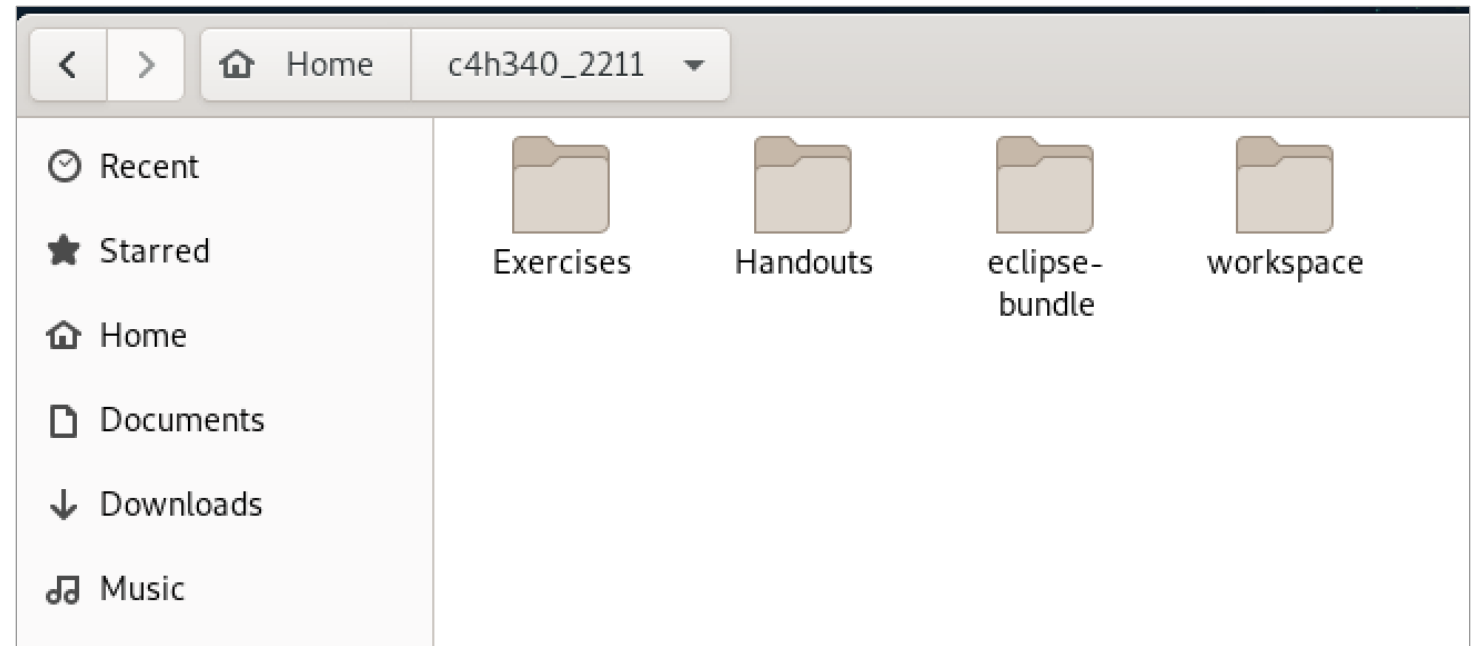 Home
c4h340_2211
Recent
Starred
Home
Documents
Downloads
Music
Exercises
Handouts
eclipse-
bundle
workspace